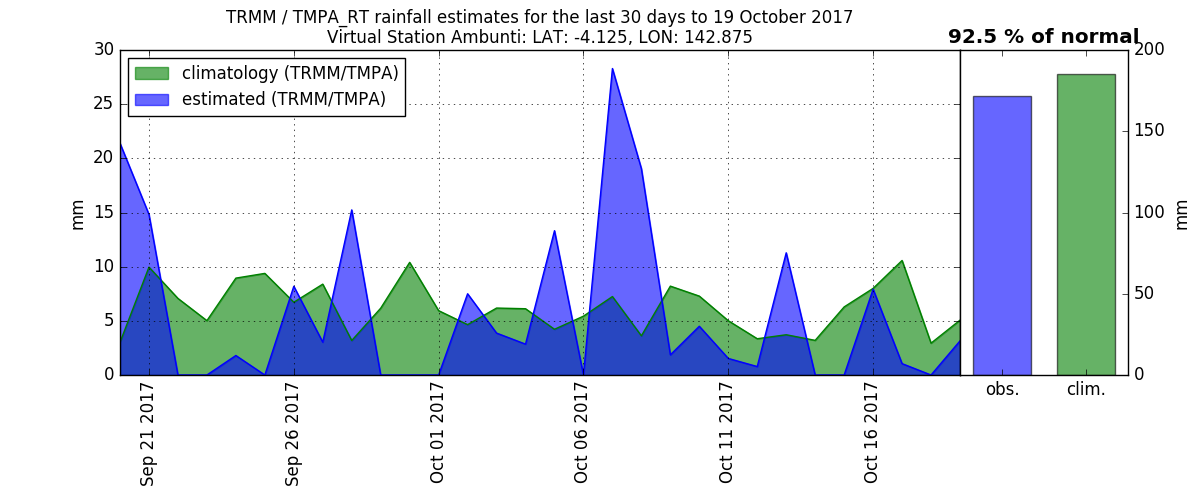 TRMM / TMPA_RT rainfall estimates for the last 30 days to 19 October 2017
Virtual Station Ambunti: LAT: -4.125, LON: 142.875
92.5 % of normal
climatology (TRMM/TMPA)
estimated (TRMM/TMPA)
30
25
20
15
10
5
0
mm
Sep 21 2017
Sep 26 2017
Oct 01 2017
Oct 06 2017
Oct 11 2017
Oct 16 2017
200
150
100
50
0
mm
obs.
clim.